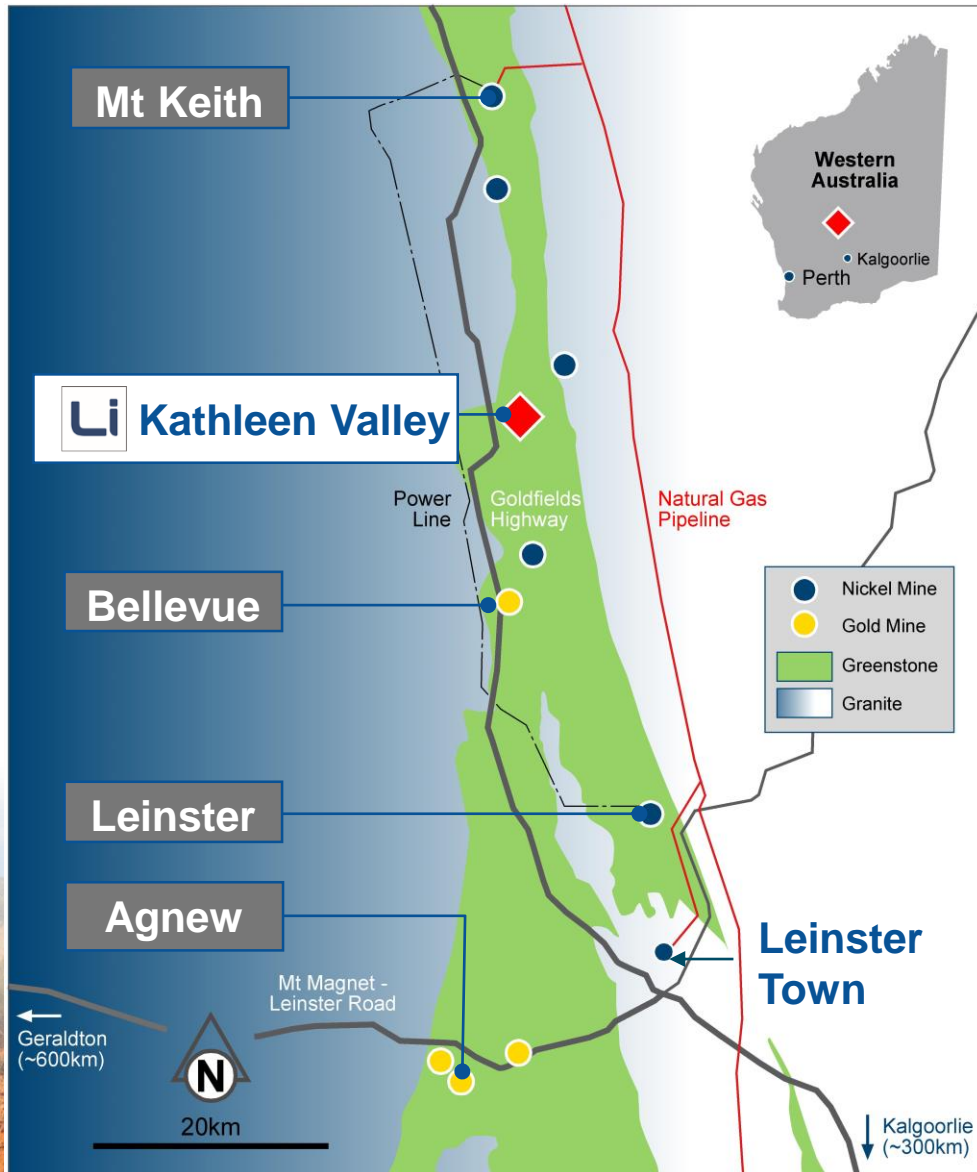 Mt Keith
Western
Australia
Kalgoorlie
Perth
Li Kathleen Valley
Power
Line
Goldfields
Highway
Natural Gas
Pipeline
Bellevue
Nickel Mine
Gold Mine
Greenstone
Granite
Leinster
Agnew
Leinster
Town
Mt Magnet -
Leinster Road
Geraldton
(~600km)
N
20km
Kalgoorlie
(~300km)